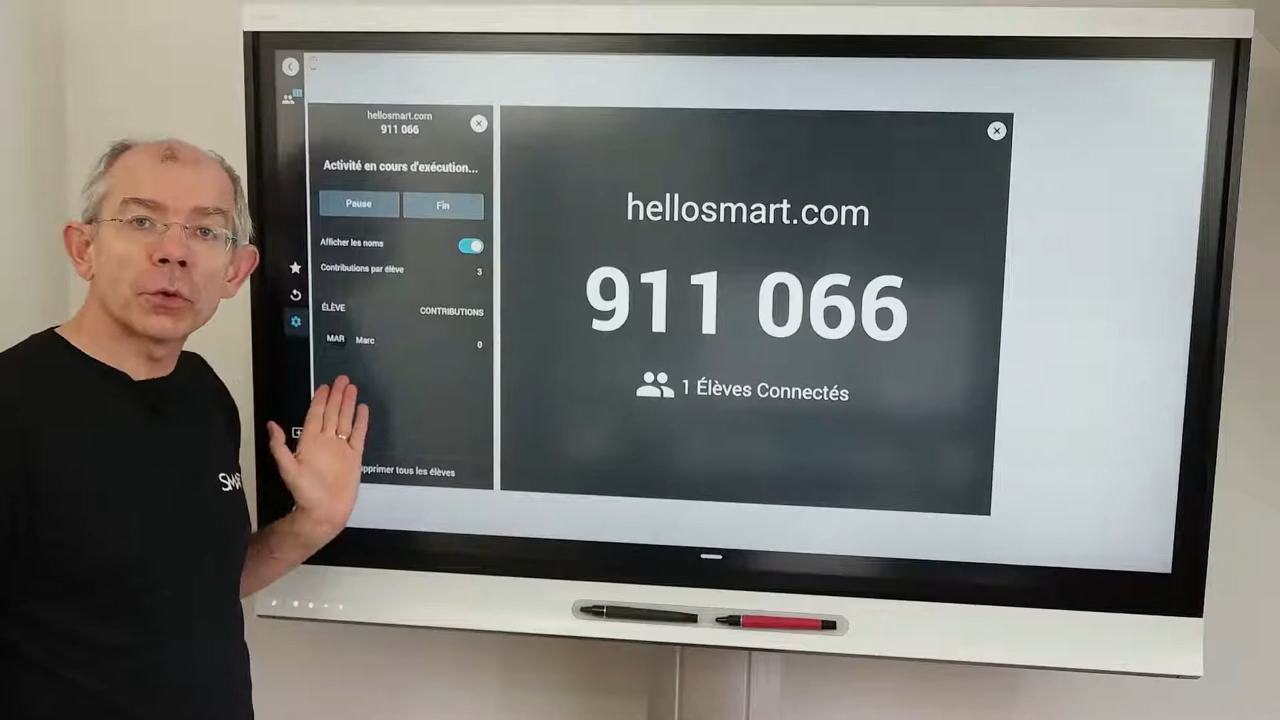 hellosmart.com
911 066
Activité en cours d'exécution...
Pause Fin
Afficher les noms
Contributions par élève 3
ÉLÈVE CONTRIBUTIONS
MAR Marc 0
tous les élèves
hellosmart.com
911 066
1 Élèves Connectés